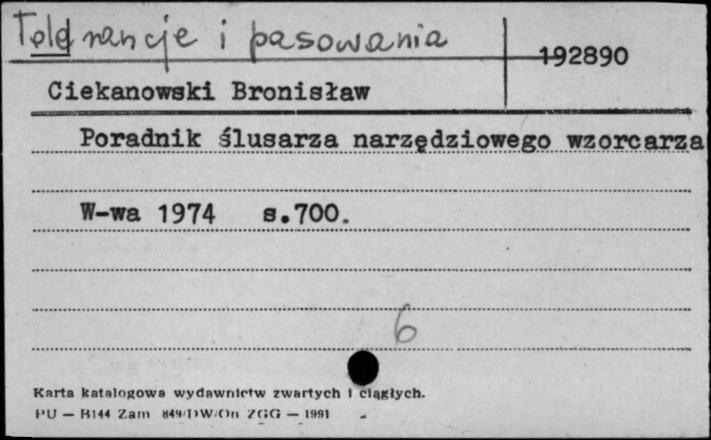 Tolerancje i pasowania
192890
Ciekanowski Bronisław
Poradnik ślusarza narzędziowego wzorcarza
W-wa 1974 s.700.
6
Karta katalogowa wydawnictw zwartych i ciągłych.
PU — H144 Zam 849/DW/On ZGG — 1991